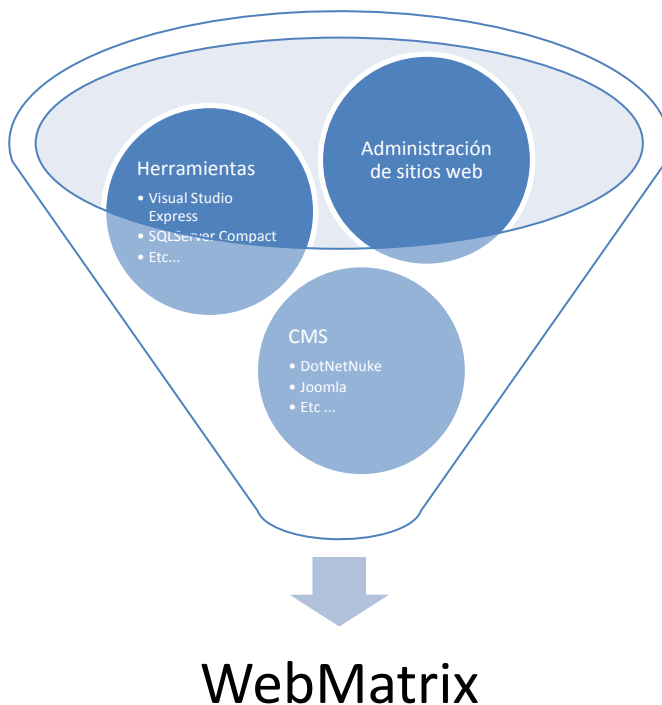 Herramientas
• Visual Studio
Express
• SQLServer Compact
• Etc...
Administración
de sitios web
CMS
• DotNetNuke
• Joomla
• Etc ...
WebMatrix